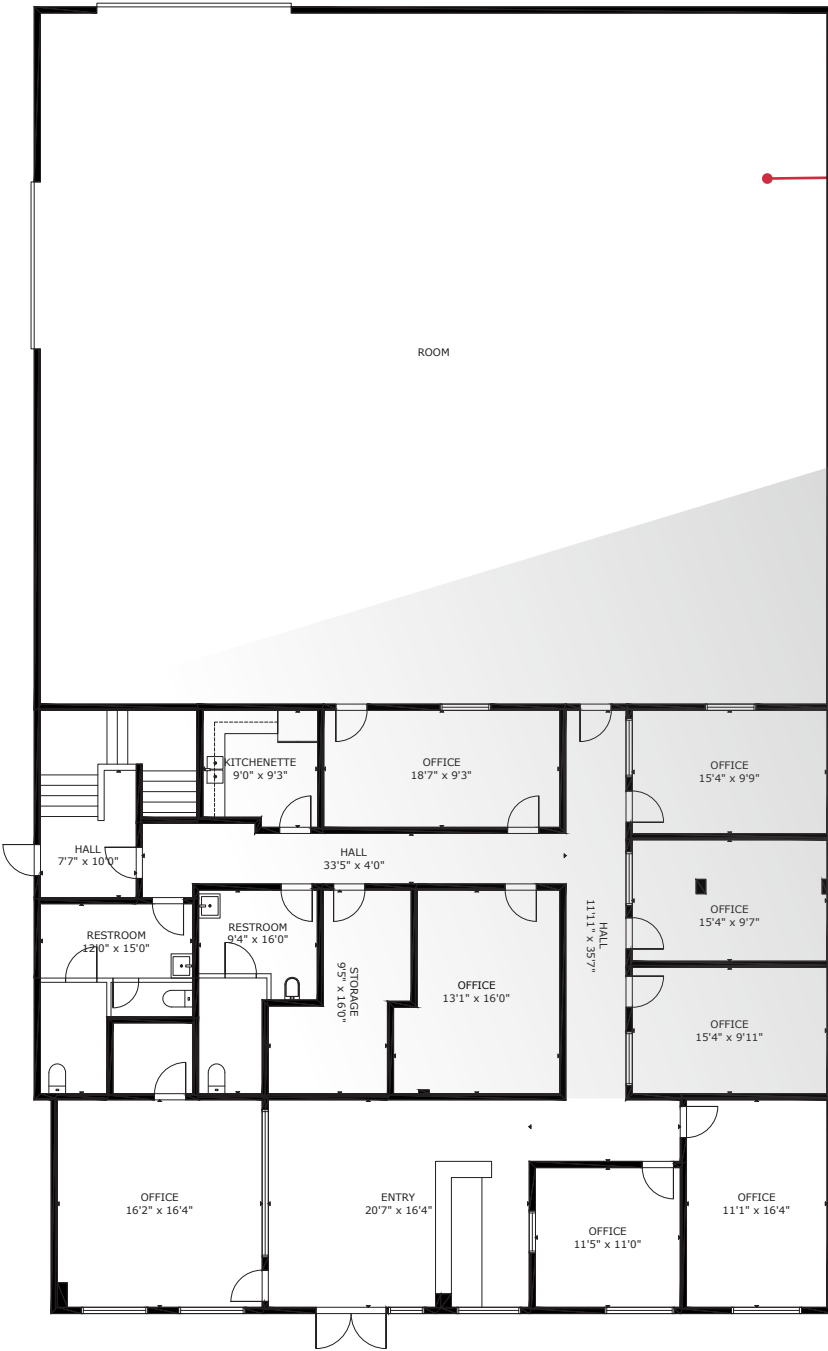 ROOM
KITCHENETTE
9'0" x 9'3"
OFFICE
18'7" x 9'3"
OFFICE
15'4" x 9'9"
HALL
7'7" x 10'0"
HALL
33'5" x 4'0"
OFFICE
15'4" x 9'7"
HALL
11'11" x 35'7"
RESTROOM
12'0" x 15'0"
RESTROOM
9'4" x 16'0"
STORAGE
9'5" x 16'0"
OFFICE
13'1" x 16'0"
OFFICE
15'4" x 9'11"
OFFICE
16'2" x 16'4"
ENTRY
20'7" x 16'4"
OFFICE
11'5" x 11'0"
OFFICE
11'1" x 16'4"